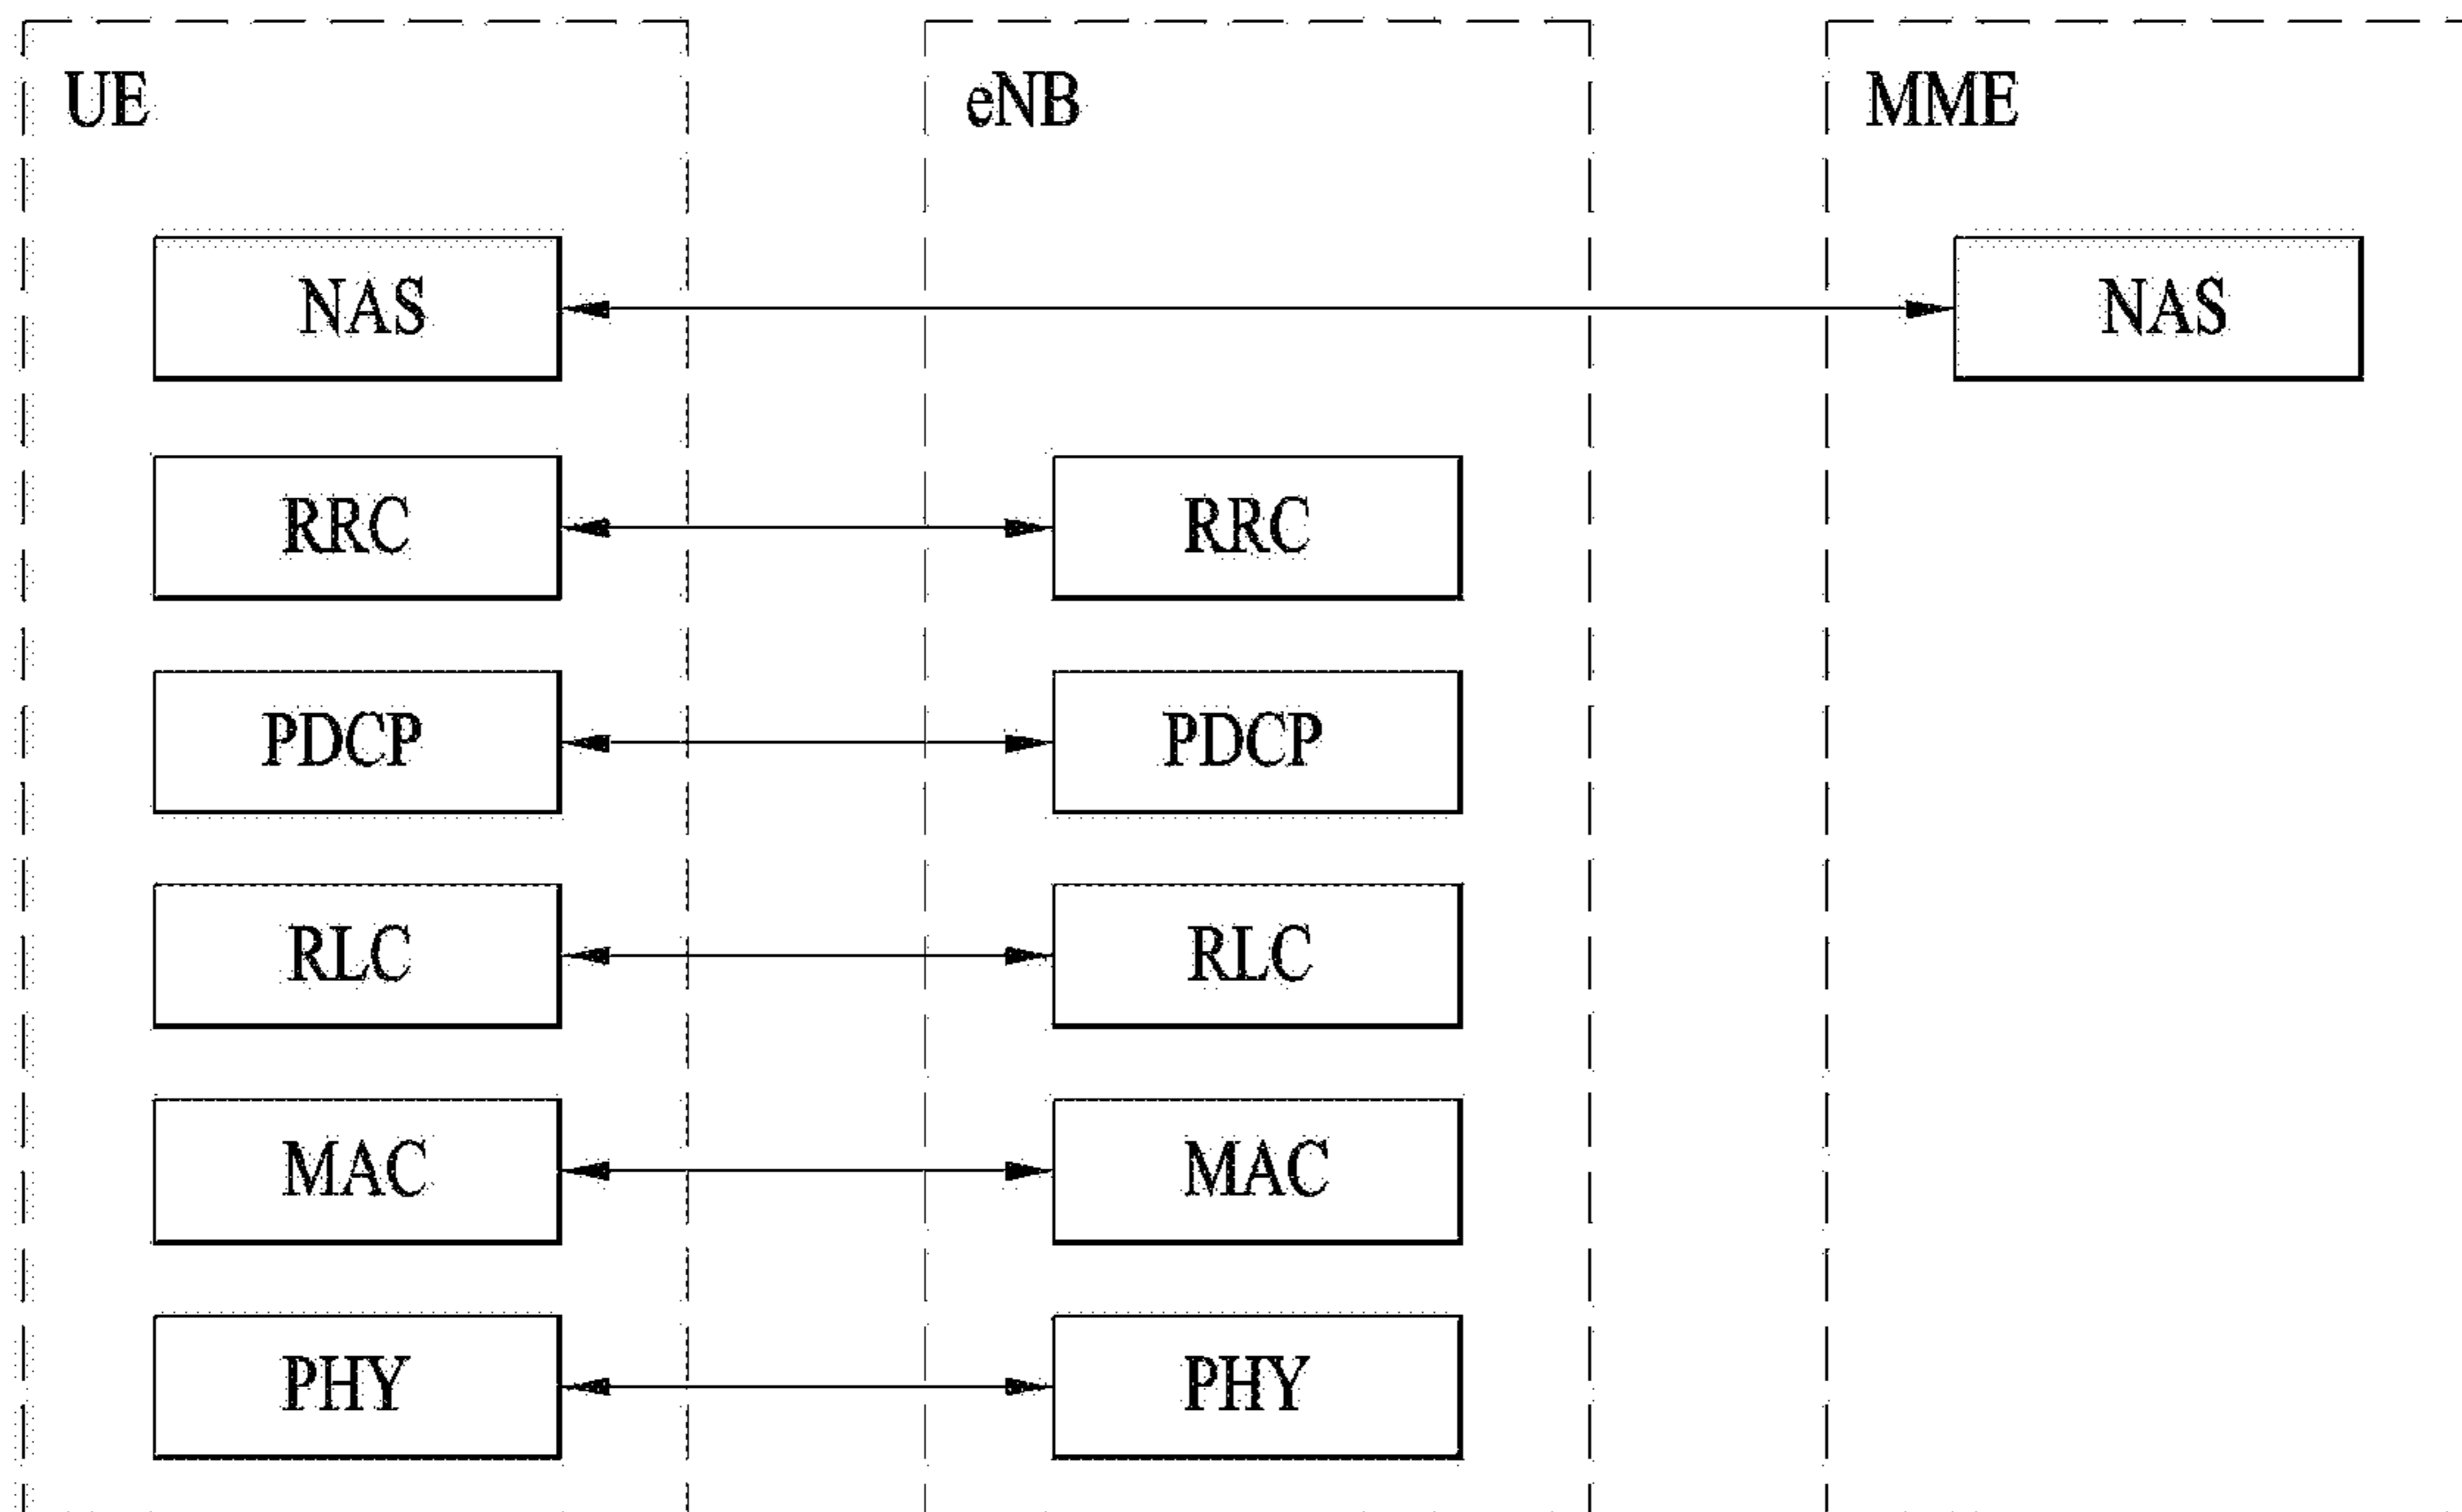 UE eNB MME
NAS NAS
RRC RRC
PDCP PDCP
RLC RLC
MAC MAC
PHY PHY